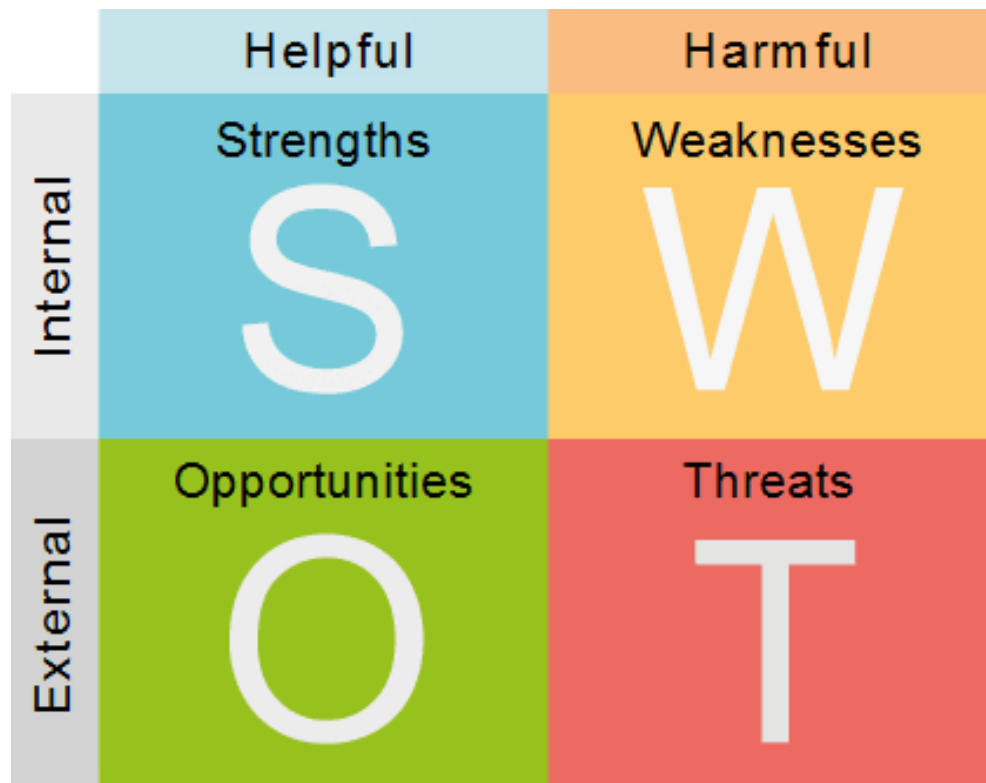 Helpful
Harmful
Internal
Strengths
S
Weaknesses
W
External
Opportunities
O
Threats
T